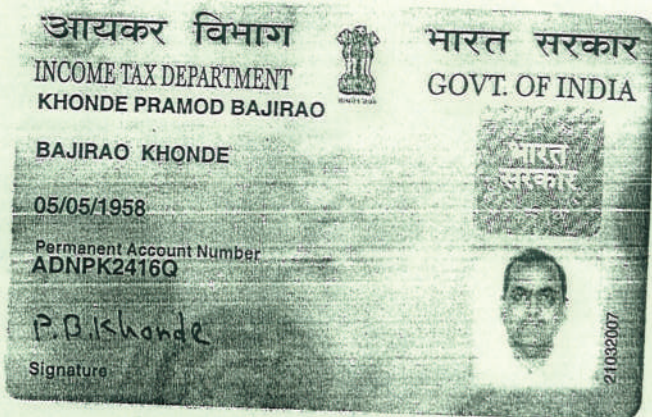 आयकर विभाग
INCOME TAX DEPARTMENT
भारत सरकार
GOVT. OF INDIA
KHONDE PRAMOD BAJIRAO
BAJIRAO KHONDE
05/05/1958
Permanent Account Number
ADNPK2416Q
P.B.Khonde
Signature
भारत
सरकार
21032007